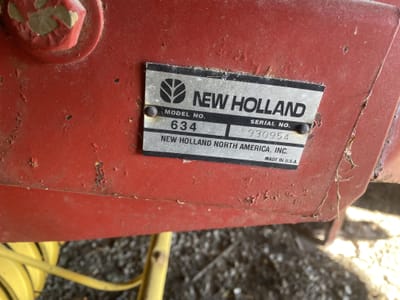 NEW HOLLAND
MODEL NO. SERIAL NO.
634 930954
NEW HOLLAND NORTH AMERICA, INC.
MADE IN U.S.A.